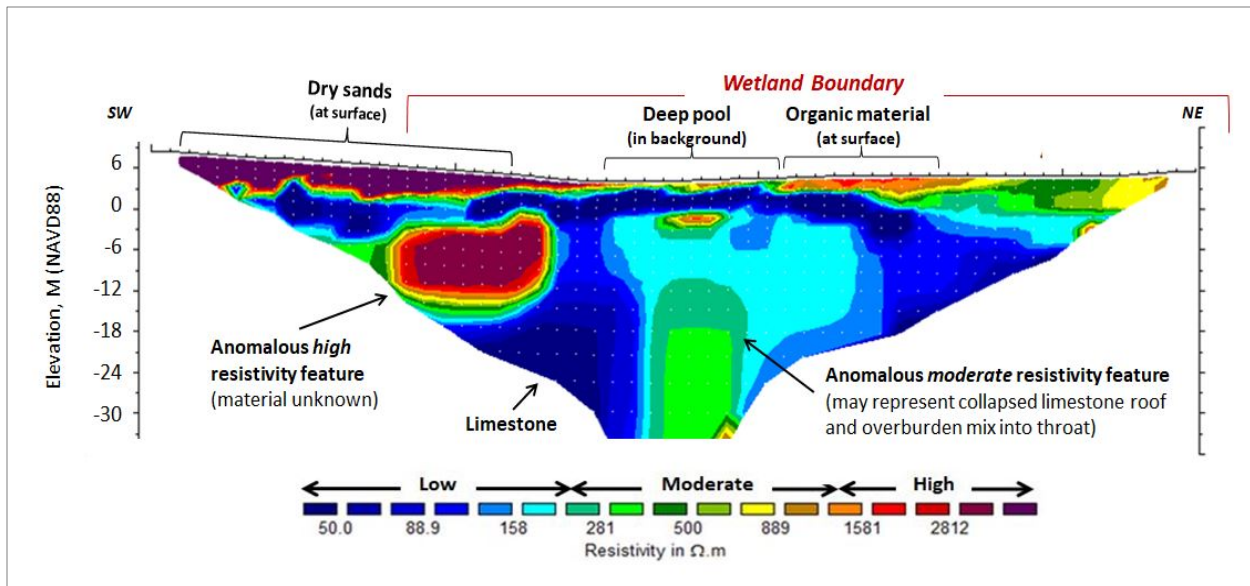 Wetland Boundary
SW
Dry sands
(at surface)
Deep pool
(in background)
Organic material
(at surface)
NE
Elevation, M (NAVD88)
6
0
-6
-12
-18
-24
-30
Anomalous high
resistivity feature
(material unknown)
Limestone
Anomalous moderate resistivity feature
(may represent collapsed limestone roof
and overburden mix into throat)
Low Moderate High
50.0 88.9 158 281 500 889 1581 2812
Resistivity in Ω.m